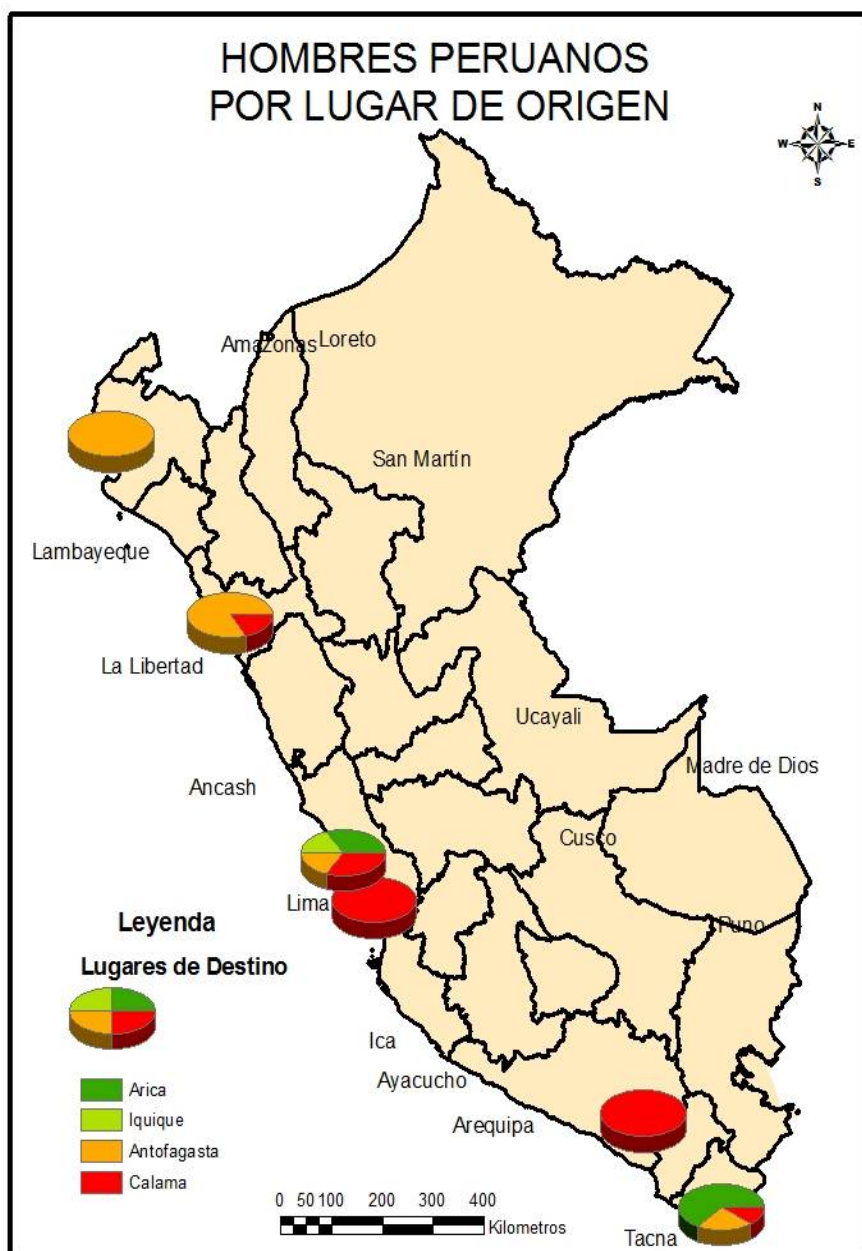 HOMBRES PERUANOS
POR LUGAR DE ORIGEN
N
W E
S
Amazonas Loreto
San Martín
Lambayeque
La Libertad
Ucayali
Madre de Dios
Ancash
Cusco
Lima
Puno
Leyenda
Lugares de Destino
Ica
Ayacucho
Arequipa
Arica
Iquique
Antofagasta
Calama
0 50 100 200 300 400
Kilometros
Tacna